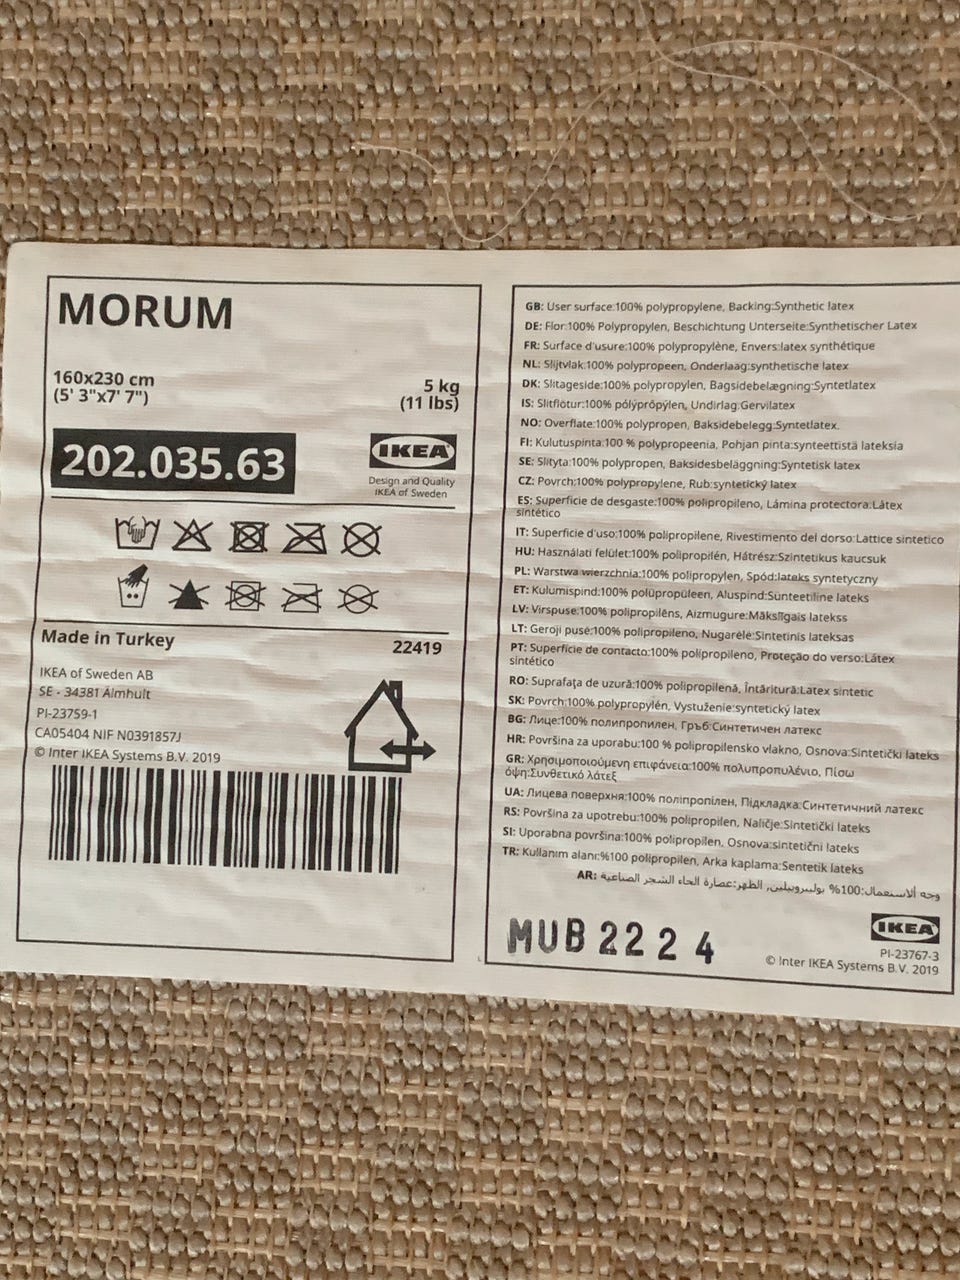 MORUM
160x230 cm
(5' 3"x7' 7")
5 kg
(11 lbs)
202.035.63
IKEA
Design and Quality
IKEA of Sweden
Made in Turkey
22419
IKEA of Sweden AB
SE - 34381 Älmhult
PI-23759-1
CA05404 NIF N0391857J
© Inter IKEA Systems B.V. 2019
GB: User surface:100% polypropylene, Backing:Synthetic latex
DE: Flor:100% Polypropylen, Beschichtung Unterseite:Synthetischer Latex
FR: Surface d'usure:100% polypropylène, Envers:latex synthétique
NL: Slijtvlak:100% polypropeen, Onderlaag:synthetische latex
DK: Slitageside:100% polypropylen, Bagsidebelægning:Syntetlatex
IS: Slitflötur:100% pólýprópýlen, Undirlag:Gervilatex
NO: Overflate:100% polypropen, Baksidebelegg:Syntetlatex.
FI: Kulutuspinta:100 % polypropeenia, Pohjan pinta:synteettistä lateksia
SE: Slityta:100% polypropen, Baksidesbeläggning:Syntetisk latex
CZ: Povrch:100% polypropylene, Rub:syntetický latex
ES: Superficie de desgaste:100% polipropileno, Lámina protectora:Látex
sintético
IT: Superficie d'uso:100% polipropilene, Rivestimento del dorso:Lattice sintetico
HU: Használati felület:100% polipropilén, Hátrész:Szintetikus kaucsuk
PL: Warstwa wierzchnia:100% polipropylen, Spód:lateks syntetyczny
ET: Kulumispind:100% polüpropüleen, Aluspind:Sünteetiline lateks
LV: Virspuse:100% polipropilēns, Aizmugure:Mākslīgais latekss
LT: Geroji pusė:100% polipropileno, Nugarėlė:Sintetinis lateksas
PT: Superfície de contacto:100% polipropileno, Proteção do verso:Látex
sintético
RO: Suprafaţa de uzură:100% polipropilenă, Întăritură:Latex sintetic
SK: Povrch:100% polypropylén, Vystuženie:syntetický latex
BG: Лице:100% полипропилен, Гръб:Синтетичен латекс
HR: Površina za uporabu:100 % polipropilensko vlakno, Osnova:Sintetički lateks
GR: Χρησιμοποιούμενη επιφάνεια:100% πολυπροπυλένιο, Πίσω
όψη:Συνθετικό λάτεξ
UA: Лицева поверхня:100% поліпропілен, Підкладка:Синтетичний латекс
RS: Površina za upotrebu:100% polipropilen, Naličje:Sintetički lateks
SI: Uporabna površina:100% polipropilen, Osnova:sintetični lateks
TR: Kullanım alanı:%100 polipropilen, Arka kaplama:Sentetik lateks
AR: وجه ألاستعمال:100% بوليبروبيلين, الظهر:عصارة الحاء الشجر الصناعية
MUB 2224
IKEA
PI-23767-3
© Inter IKEA Systems B.V. 2019